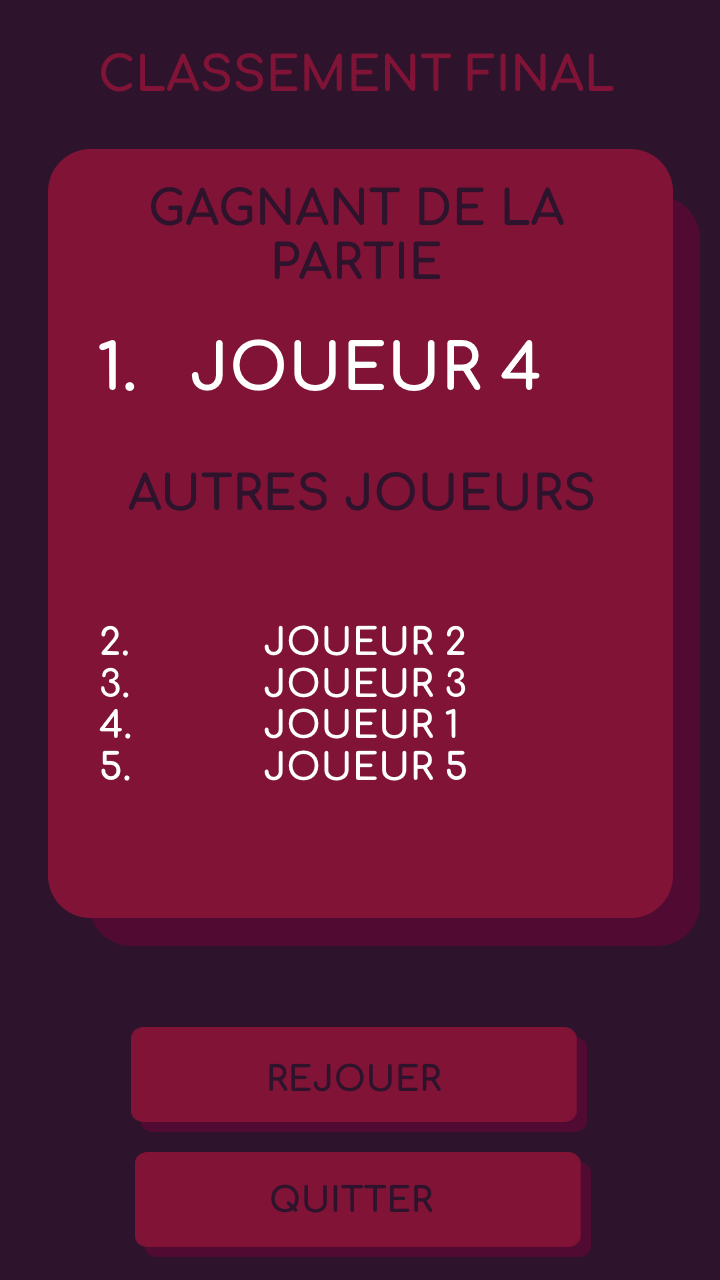 CLASSEMENT FINAL
GAGNANT DE LA
PARTIE
1. JOUEUR 4
AUTRES JOUEURS
2. JOUEUR 2
3. JOUEUR 3
4. JOUEUR 1
5. JOUEUR 5
REJOUER
QUITTER